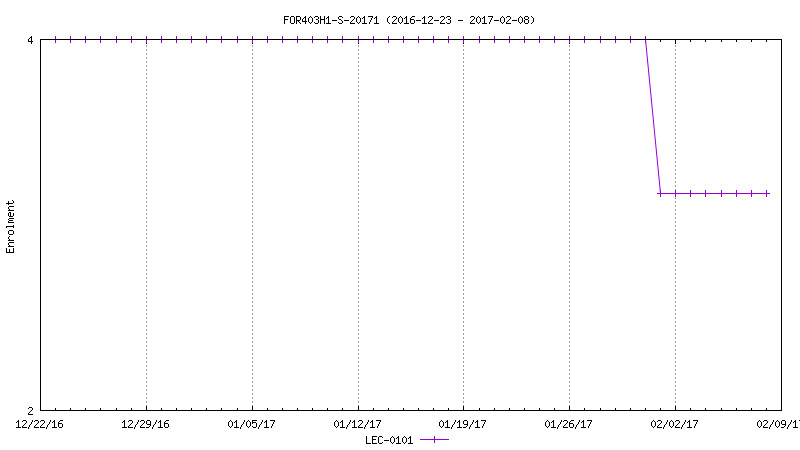 FOR403H1-S-20171 (2016-12-23 - 2017-02-08)
4
Enrolment
2
12/22/16 12/29/16 01/05/17 01/12/17 01/19/17 01/26/17 02/02/17 02/09/1
LEC-0101